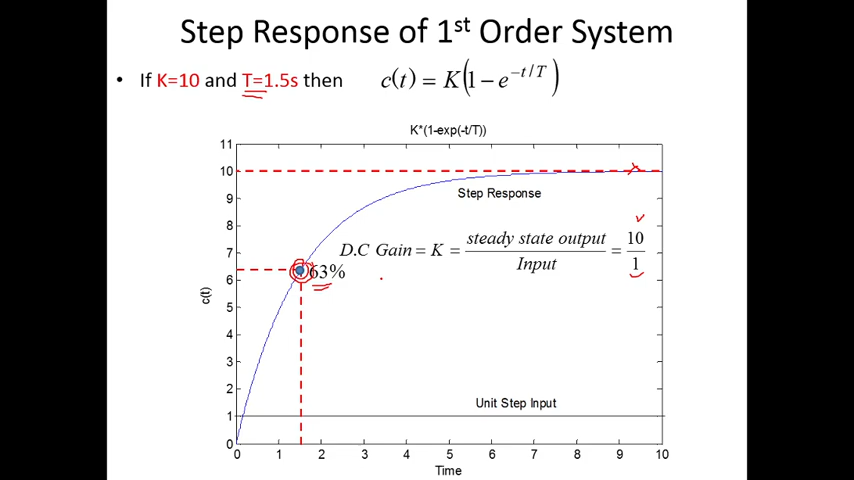 Step Response of 1st Order System
• If K=10 and T=1.5s then c(t) = K(1 − e^{−t/T})
K*(1-exp(-t/T))
11
10
9
8
7
6
5
4
3
2
1
0
c(t)
Step Response
D.C Gain = K = steady state output / Input = 10 / 1
63%
Unit Step Input
0 1 2 3 4 5 6 7 8 9 10
Time